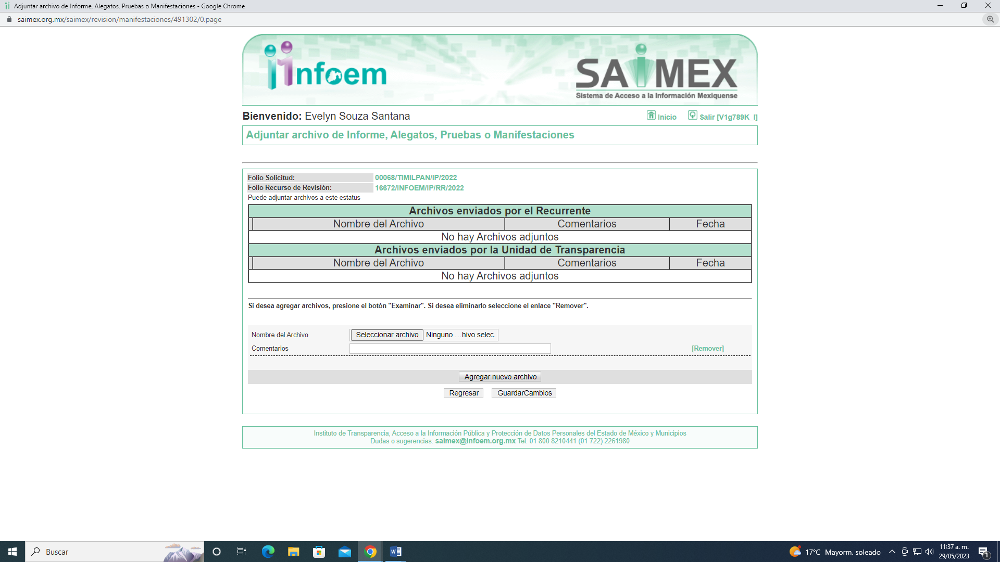 Adjuntar archivo de Informe, Alegatos, Pruebas o Manifestaciones - Google Chrome
saimex.org.mx/saimex/revision/manifestaciones/491302/0.page
infoem
SAIMEX
Sistema de Acceso a la Información Mexiquense
Bienvenido: Evelyn Souza Santana
Inicio
Salir [V1g789K_I]
Adjuntar archivo de Informe, Alegatos, Pruebas o Manifestaciones
Folio Solicitud: 00068/TIMILPAN/IP/2022
Folio Recurso de Revisión: 16672/INFOEM/IP/RR/2022
Puede adjuntar archivos a este estatus
Archivos enviados por el Recurrente
Nombre del Archivo Comentarios Fecha
No hay Archivos adjuntos
Archivos enviados por la Unidad de Transparencia
Nombre del Archivo Comentarios Fecha
No hay Archivos adjuntos
Si desea agregar archivos, presione el botón "Examinar". Si desea eliminarlo seleccione el enlace "Remover".
Nombre del Archivo Seleccionar archivo Ninguno …hivo selec.
Comentarios [Remover]
Agregar nuevo archivo
Regresar GuardarCambios
Instituto de Transparencia, Acceso a la Información Pública y Protección de Datos Personales del Estado de México y Municipios
Dudas o sugerencias: saimex@infoem.org.mx Tel. 01 800 8210441 (01 722) 2261980
Buscar
17°C Mayorm. soleado
11:37 a. m.
29/05/2023
1